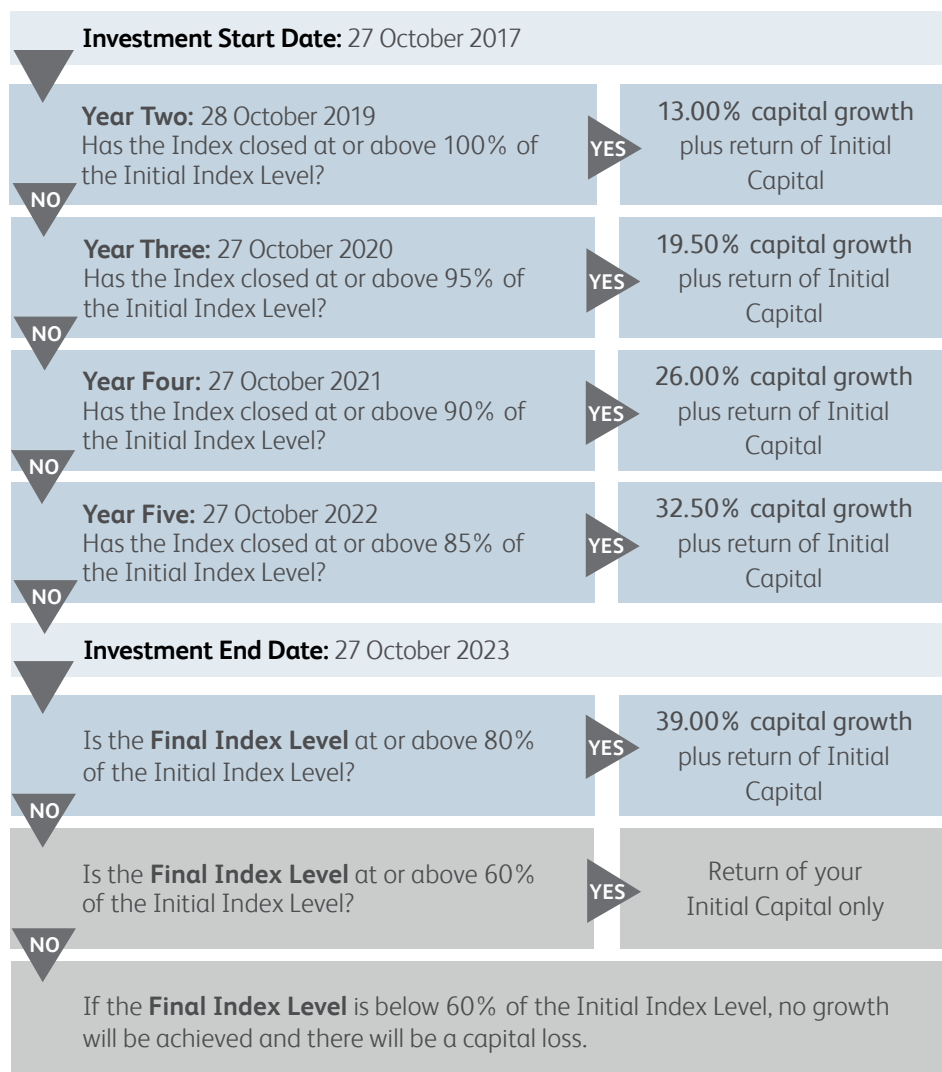 Investment Start Date: 27 October 2017
Year Two: 28 October 2019
Has the Index closed at or above 100% of
the Initial Index Level?
YES
13.00% capital growth
plus return of Initial
Capital
NO
Year Three: 27 October 2020
Has the Index closed at or above 95% of
the Initial Index Level?
YES
19.50% capital growth
plus return of Initial
Capital
NO
Year Four: 27 October 2021
Has the Index closed at or above 90% of
the Initial Index Level?
YES
26.00% capital growth
plus return of Initial
Capital
NO
Year Five: 27 October 2022
Has the Index closed at or above 85% of
the Initial Index Level?
YES
32.50% capital growth
plus return of Initial
Capital
NO
Investment End Date: 27 October 2023
Is the Final Index Level at or above 80%
of the Initial Index Level?
YES
39.00% capital growth
plus return of Initial
Capital
NO
Is the Final Index Level at or above 60%
of the Initial Index Level?
YES
Return of your
Initial Capital only
NO
If the Final Index Level is below 60% of the Initial Index Level, no growth
will be achieved and there will be a capital loss.